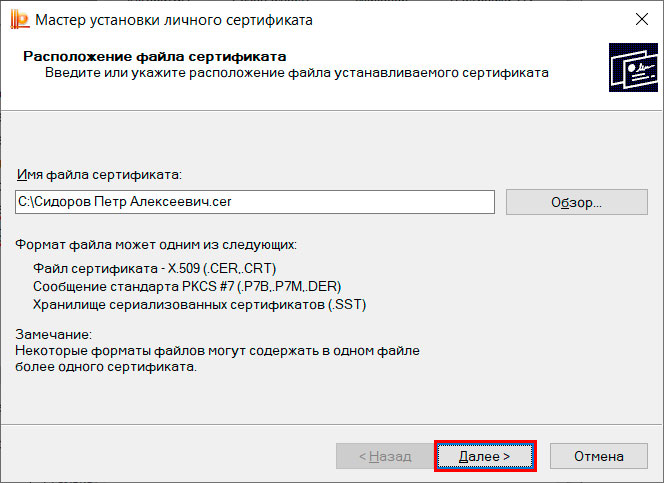 Мастер установки личного сертификата
Расположение файла сертификата
Введите или укажите расположение файла устанавливаемого сертификата
Имя файла сертификата:
C:\Сидоров Петр Алексеевич.cer
Обзор...
Формат файла может одним из следующих:
Файл сертификата - X.509 (.CER,.CRT)
Сообщение стандарта PKCS #7 (.P7B,.P7M,.DER)
Хранилище сериализованных сертификатов (.SST)
Замечание:
Некоторые форматы файлов могут содержать в одном файле
более одного сертификата.
< Назад
Далее >
Отмена